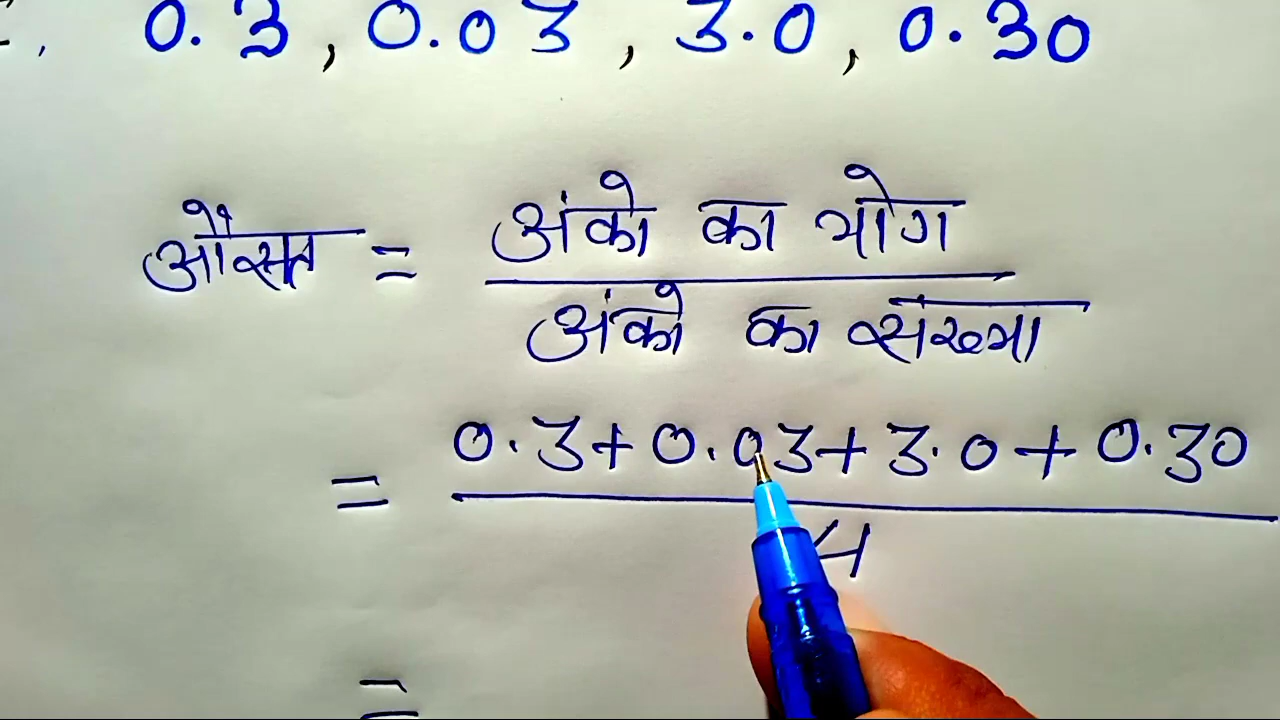 0.3, 0.03, 3.0, 0.30
औसत = अंको का योग
अंको का संख्या
= 0.3+0.03+3.0+0.30
4
=